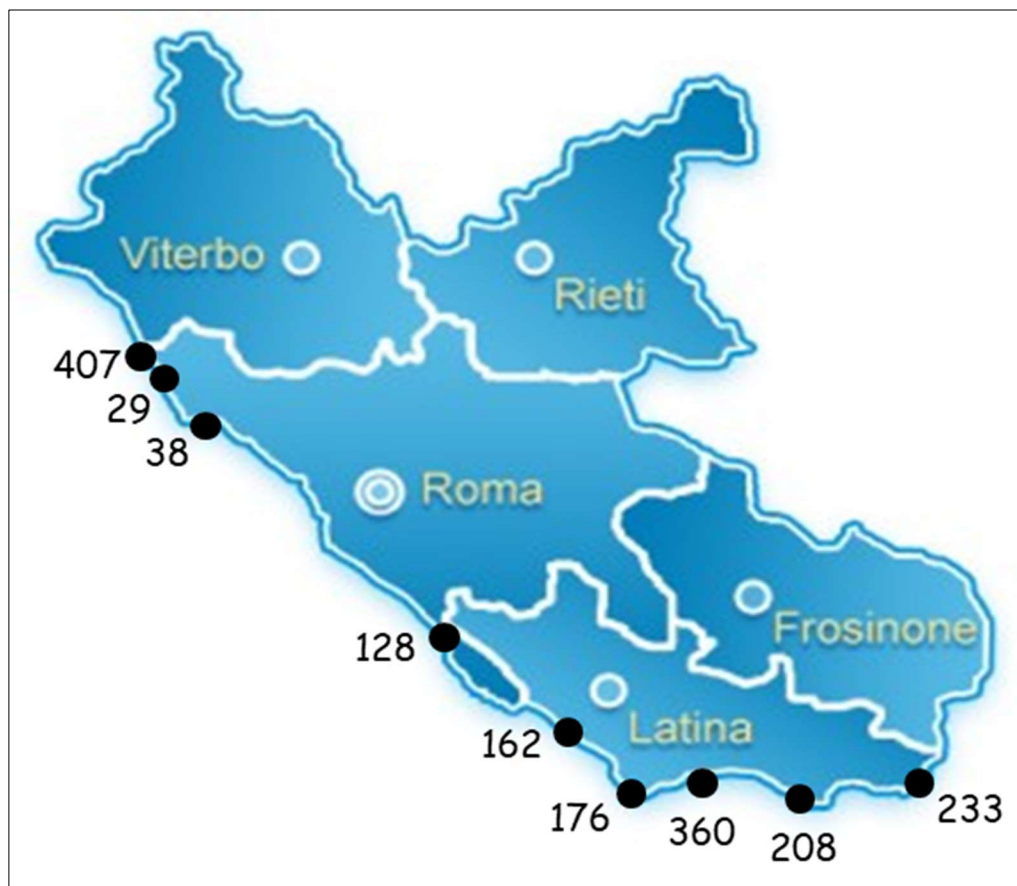 Viterbo
Rieti
407
29
38
Roma
128
Frosinone
162
Latina
176
360
208
233